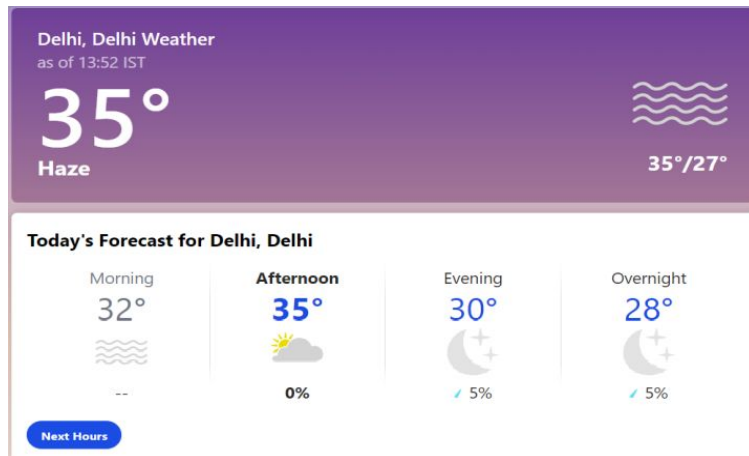 Delhi, Delhi Weather
as of 13:52 IST
35°
Haze
35°/27°
Today's Forecast for Delhi, Delhi
Morning Afternoon Evening Overnight
32° 35° 30° 28°
-- 0% 5% 5%
Next Hours